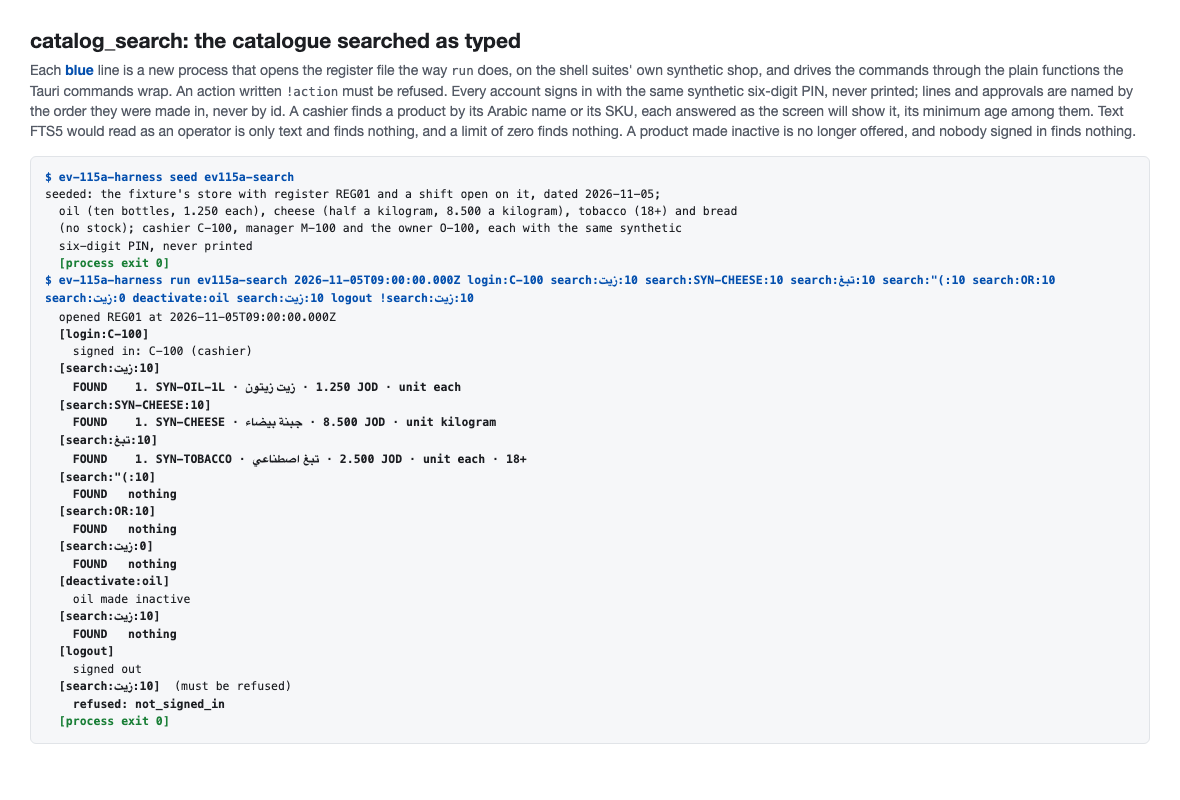 catalog_search: the catalogue searched as typed
Each blue line is a new process that opens the register file the way run does, on the shell suites' own synthetic shop, and drives the commands through the plain functions the
Tauri commands wrap. An action written !action must be refused. Every account signs in with the same synthetic six-digit PIN, never printed; lines and approvals are named by
the order they were made in, never by id. A cashier finds a product by its Arabic name or its SKU, each answered as the screen will show it, its minimum age among them. Text
FTS5 would read as an operator is only text and finds nothing, and a limit of zero finds nothing. A product made inactive is no longer offered, and nobody signed in finds nothing.
$ ev-115a-harness seed ev115a-search
seeded: the fixture's store with register REG01 and a shift open on it, dated 2026-11-05;
oil (ten bottles, 1.250 each), cheese (half a kilogram, 8.500 a kilogram), tobacco (18+) and bread
(no stock); cashier C-100, manager M-100 and the owner O-100, each with the same synthetic
six-digit PIN, never printed
[process exit 0]
$ ev-115a-harness run ev115a-search 2026-11-05T09:00:00.000Z login:C-100 search:زيت:10 search:SYN-CHEESE:10 search:تبغ:10 search:"(:10 search:OR:10
search:زيت:0 deactivate:oil search:زيت:10 logout !search:زيت:10
opened REG01 at 2026-11-05T09:00:00.000Z
[login:C-100]
signed in: C-100 (cashier)
[search:زيت:10]
FOUND 1. SYN-OIL-1L · زيت زيتون · 1.250 JOD · unit each
[search:SYN-CHEESE:10]
FOUND 1. SYN-CHEESE · جبنة بيضاء · 8.500 JOD · unit kilogram
[search:تبغ:10]
FOUND 1. SYN-TOBACCO · تبغ اصطناعي · 2.500 JOD · unit each · 18+
[search:"(:10]
FOUND nothing
[search:OR:10]
FOUND nothing
[search:زيت:0]
FOUND nothing
[deactivate:oil]
oil made inactive
[search:زيت:10]
FOUND nothing
[logout]
signed out
[search:زيت:10] (must be refused)
refused: not_signed_in
[process exit 0]